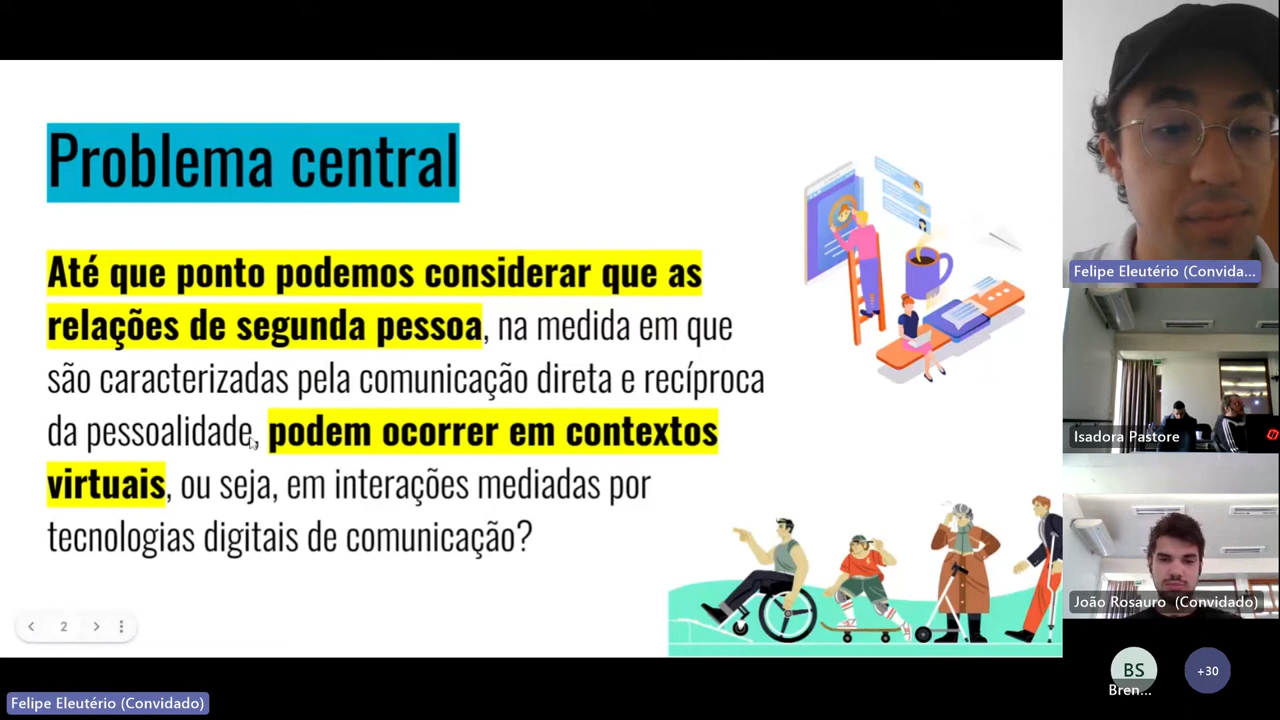 Problema central
Até que ponto podemos considerar que as
relações de segunda pessoa, na medida em que
são caracterizadas pela comunicação direta e recíproca
da pessoalidade, podem ocorrer em contextos
virtuais, ou seja, em interações mediadas por
tecnologias digitais de comunicação?
2
Felipe Eleutério (Convidado)
Felipe Eleutério (Convida...
Isadora Pastore
João Rosauro (Convidado)
BS
Bren...
+30